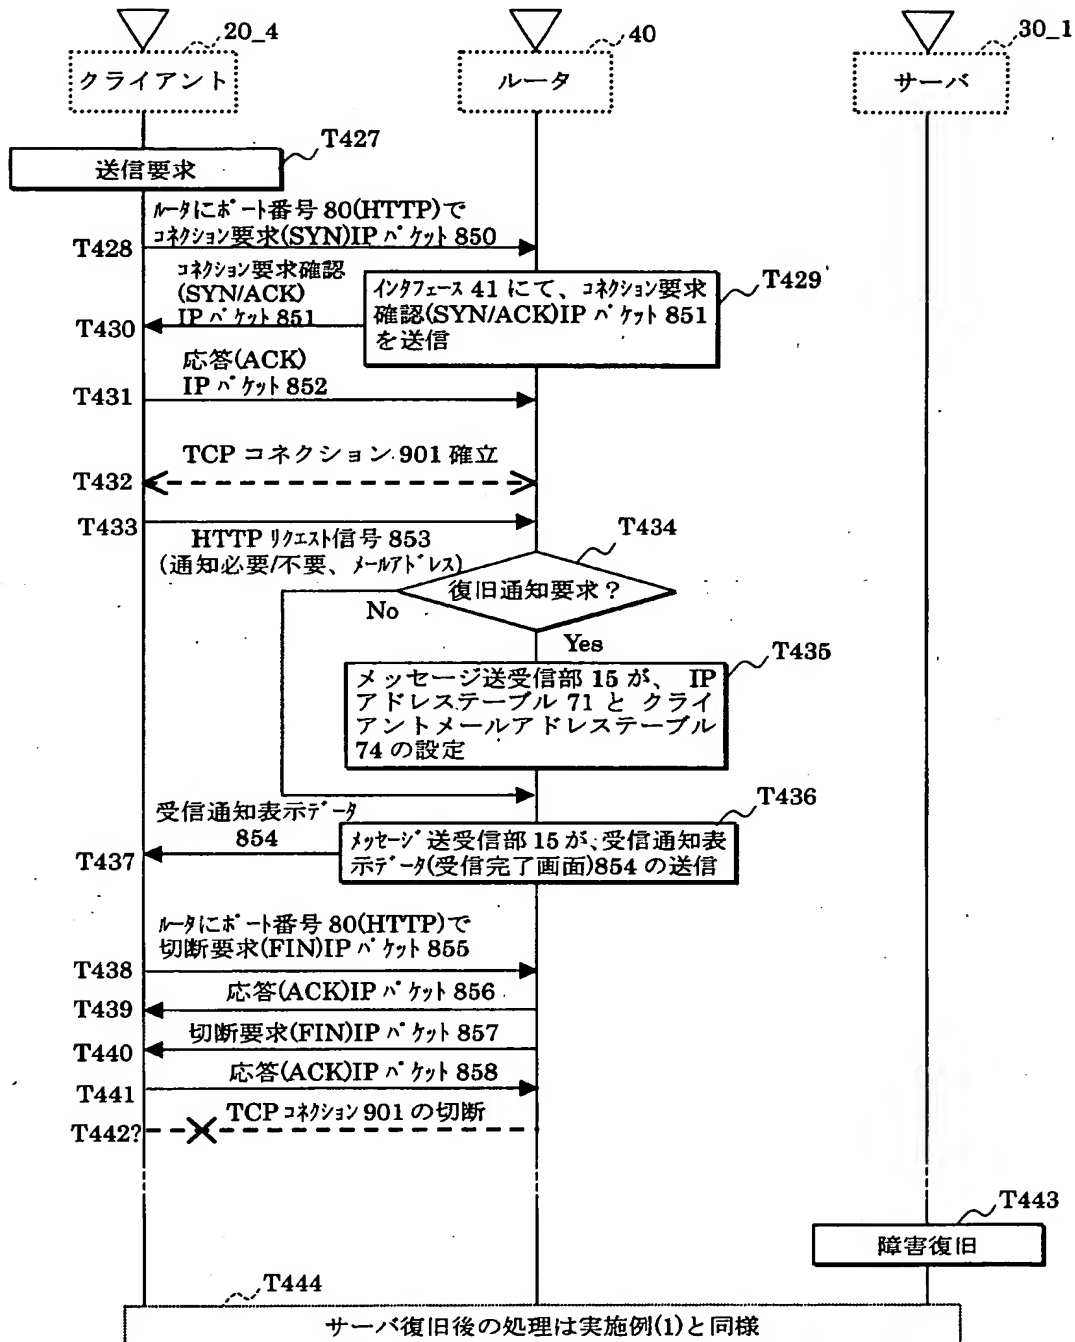 20_4
40
30_1
クライアント
ルータ
サーバ
T427
送信要求
ルータにポート番号 80(HTTP)で
T428
コネクション要求(SYN)IP パケット 850
コネクション要求確認
(SYN/ACK)
IP パケット 851
T429
インタフェース 41 にて、コネクション要求
確認(SYN/ACK)IP パケット 851
を送信
T430
応答(ACK)
IP パケット 852
T431
TCP コネクション 901 確立
T432
T433
HTTP リクエスト信号 853
(通知必要/不要、メールアドレス)
T434
復旧通知要求?
No
Yes
T435
メッセージ送受信部 15 が、 IP
アドレステーブル 71 と クライ
アントメールアドレステーブル
74 の設定
T436
受信通知表示データ
854
メッセージ送受信部 15 が、受信通知表
示データ(受信完了画面)854 の送信
T437
ルータにポート番号 80(HTTP)で
切断要求(FIN)IP パケット 855
T438
応答(ACK)IP パケット 856
T439
切断要求(FIN)IP パケット 857
T440
応答(ACK)IP パケット 858
T441
TCP コネクション 901 の切断
T442?
T443
障害復旧
T444
サーバ復旧後の処理は実施例(1)と同様